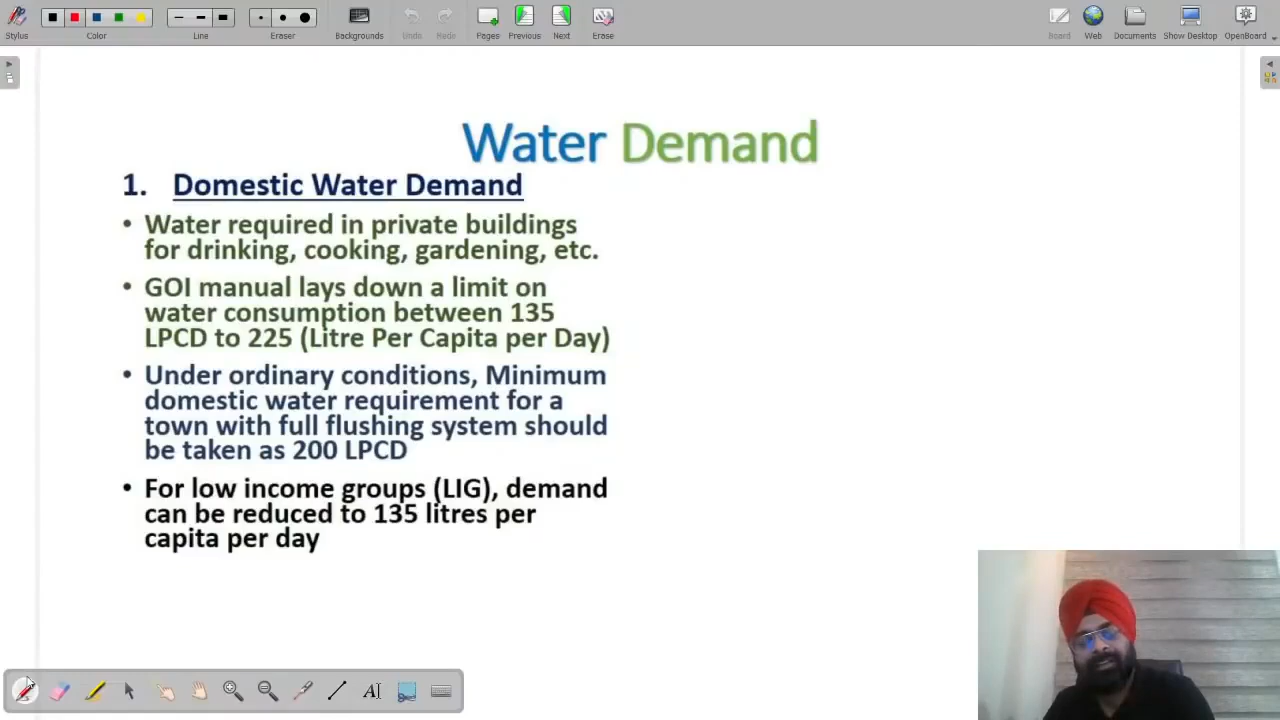 Stylus
Color
Line
Eraser
Backgrounds
Undo
Redo
Pages
Previous
Next
Erase
Board
Web
Documents
Show Desktop
OpenBoard
Water Demand
1. Domestic Water Demand
• Water required in private buildings
for drinking, cooking, gardening, etc.
• GOI manual lays down a limit on
water consumption between 135
LPCD to 225 (Litre Per Capita per Day)
• Under ordinary conditions, Minimum
domestic water requirement for a
town with full flushing system should
be taken as 200 LPCD
• For low income groups (LIG), demand
can be reduced to 135 litres per
capita per day